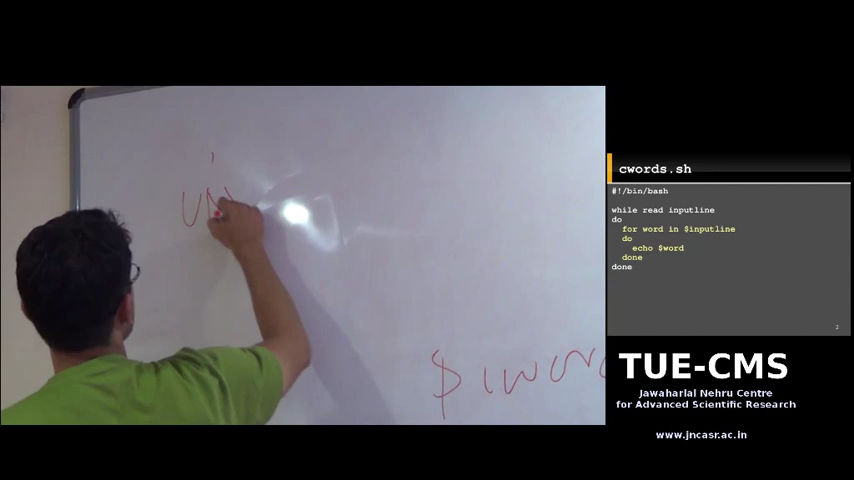 cwords.sh
#!/bin/bash
while read inputline
do
for word in $inputline
do
echo $word
done
done
2
TUE-CMS
Jawaharlal Nehru Centre
for Advanced Scientific Research
www.jncasr.ac.in